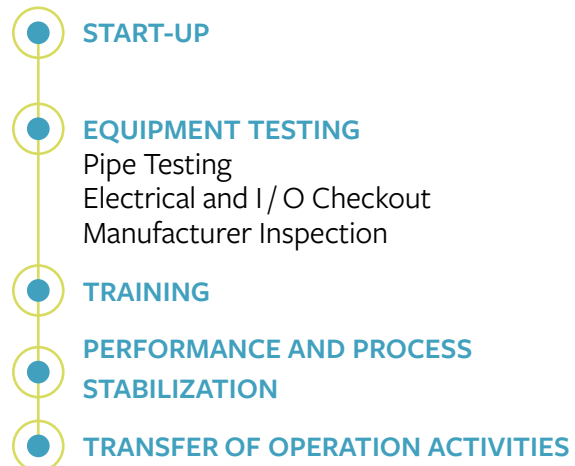 START-UP
EQUIPMENT TESTING
Pipe Testing
Electrical and I / O Checkout
Manufacturer Inspection
TRAINING
PERFORMANCE AND PROCESS
STABILIZATION
TRANSFER OF OPERATION ACTIVITIES